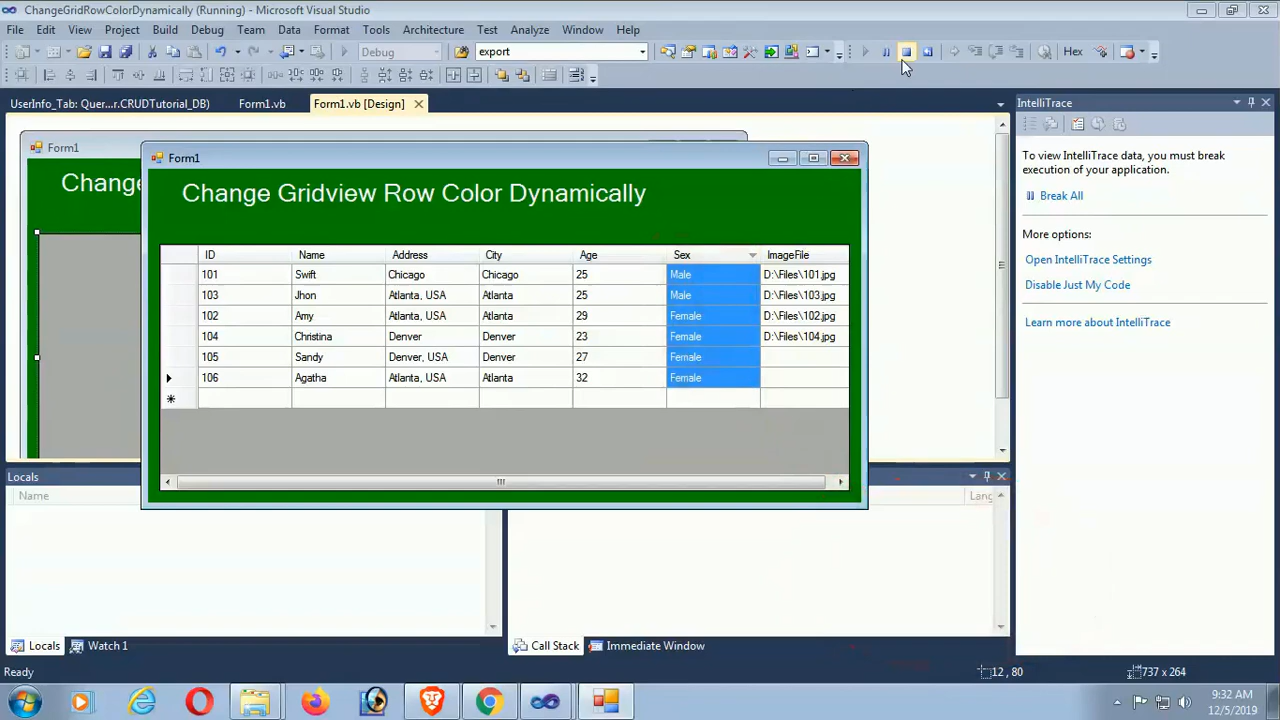 ChangeGridRowColorDynamically (Running) - Microsoft Visual Studio
File Edit View Project Build Debug Team Data Format Tools Architecture Test Analyze Window Help
Debug export Hex
UserInfo_Tab: Quer...r.CRUDTutorial_DB) Form1.vb Form1.vb [Design] IntelliTrace
Form1
Chang
Form1
Change Gridview Row Color Dynamically
ID Name Address City Age Sex ImageFile
101 Swift Chicago Chicago 25 Male D:\Files\101.jpg
103 Jhon Atlanta, USA Atlanta 25 Male D:\Files\103.jpg
102 Amy Atlanta, USA Atlanta 29 Female D:\Files\102.jpg
104 Christina Denver Denver 23 Female D:\Files\104.jpg
105 Sandy Denver, USA Denver 27 Female
106 Agatha Atlanta, USA Atlanta 32 Female
To view IntelliTrace data, you must break
execution of your application.
Break All
More options:
Open IntelliTrace Settings
Disable Just My Code
Learn more about IntelliTrace
Locals
Name Lang
Locals Watch 1 Call Stack Immediate Window
Ready 12 , 80 737 x 264
9:32 AM
12/5/2019